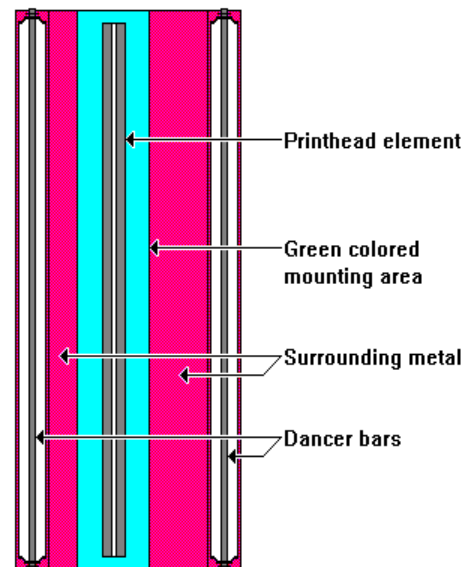 Printhead element
Green colored
mounting area
Surrounding metal
Dancer bars